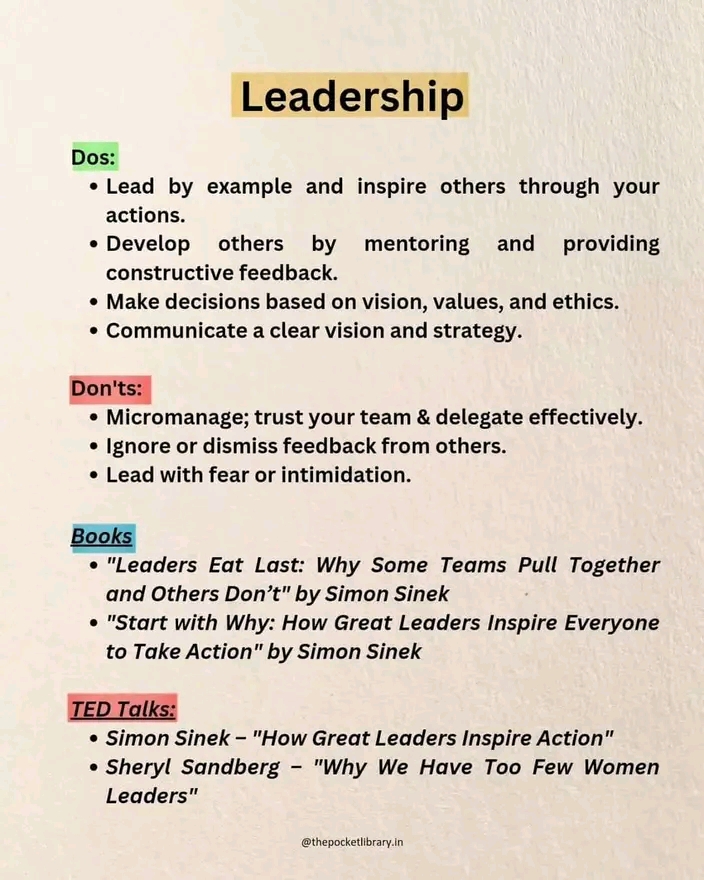 Leadership
Dos:
• Lead by example and inspire others through your
actions.
• Develop others by mentoring and providing
constructive feedback.
• Make decisions based on vision, values, and ethics.
• Communicate a clear vision and strategy.
Don'ts:
• Micromanage; trust your team & delegate effectively.
• Ignore or dismiss feedback from others.
• Lead with fear or intimidation.
Books
• "Leaders Eat Last: Why Some Teams Pull Together
and Others Don’t" by Simon Sinek
• "Start with Why: How Great Leaders Inspire Everyone
to Take Action" by Simon Sinek
TED Talks:
• Simon Sinek – "How Great Leaders Inspire Action"
• Sheryl Sandberg – "Why We Have Too Few Women
Leaders"
@thepocketlibrary.in